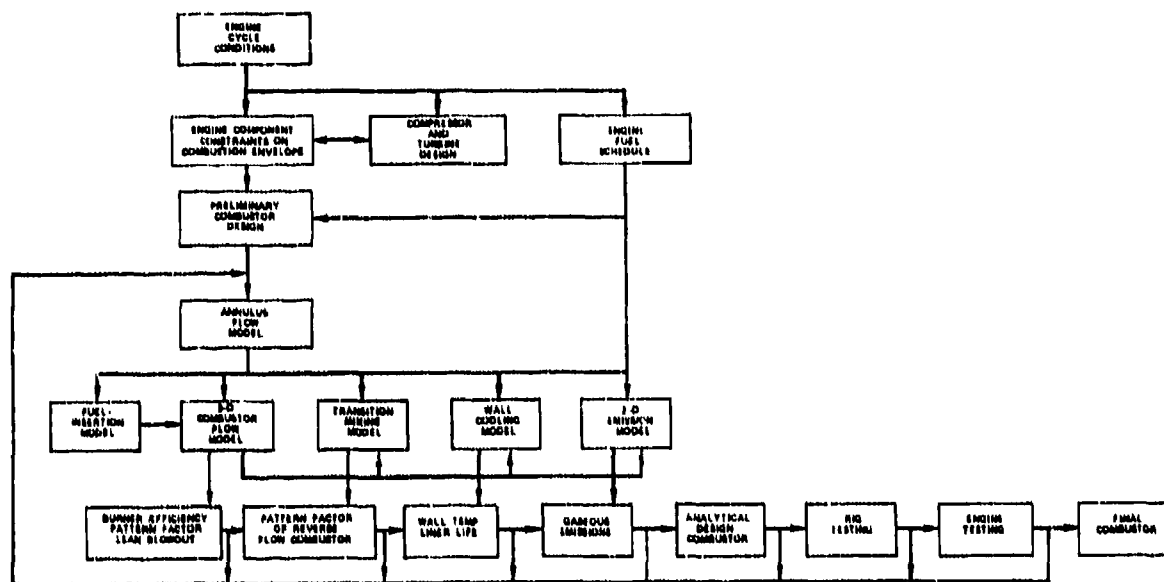 ENGINE
CYCLE
CONDITIONS
ENGINE COMPONENT
CONSTRAINTS ON
COMBUSTION ENVELOPE
COMPRESSOR
AND
TURBINE
DESIGN
ENGINE
FUEL
SCHEDULE
PRELIMINARY
COMBUSTOR
DESIGN
ANNULUS
FLOW
MODEL
FUEL-
INSERTION
MODEL
3-D
COMBUSTOR
FLOW
MODEL
TRANSITION
MIXING
MODEL
WALL
COOLING
MODEL
EMISSION
MODEL
BURNER EFFICIENCY
PATTERN FACTOR
LEAN BLOWOUT
PATTERN FACTOR
OF REVERSE
FLOW COMBUSTOR
WALL TEMP
LINER LIFE
GASEOUS
EMISSIONS
ANALYTICAL
DESIGN
COMBUSTOR
RIG
TESTING
ENGINE
TESTING
FINAL
COMBUSTOR